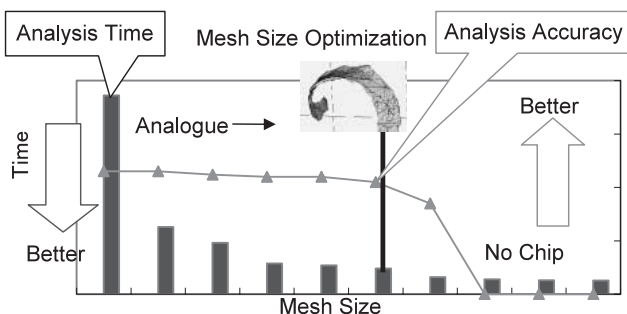 Analysis Time
Mesh Size Optimization
Analysis Accuracy
Analogue
Better
Time
Better
No Chip
Mesh Size